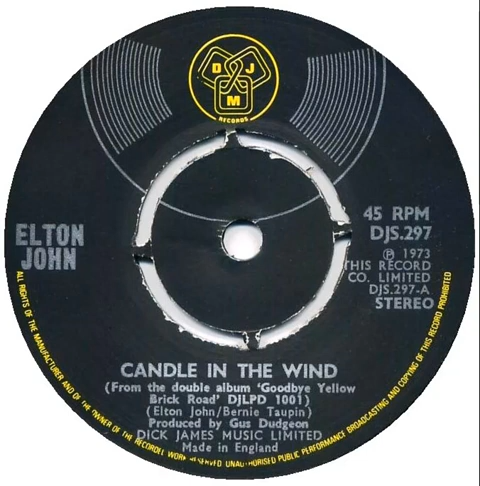 D J
M
RECORDS
ELTON
JOHN
45 RPM
DJS.297
℗ 1973
THIS RECORD
CO. LIMITED
DJS.297-A
STEREO
CANDLE IN THE WIND
(From the double album 'Goodbye Yellow
Brick Road' DJLPD 1001)
(Elton John/Bernie Taupin)
Produced by Gus Dudgeon
DICK JAMES MUSIC LIMITED
Made in England
ALL RIGHTS OF THE MANUFACTURER AND OF THE OWNER OF THE RECORDED WORK RESERVED UNAUTHORISED PUBLIC PERFORMANCE BROADCASTING AND COPYING OF THIS RECORD PROHIBITED